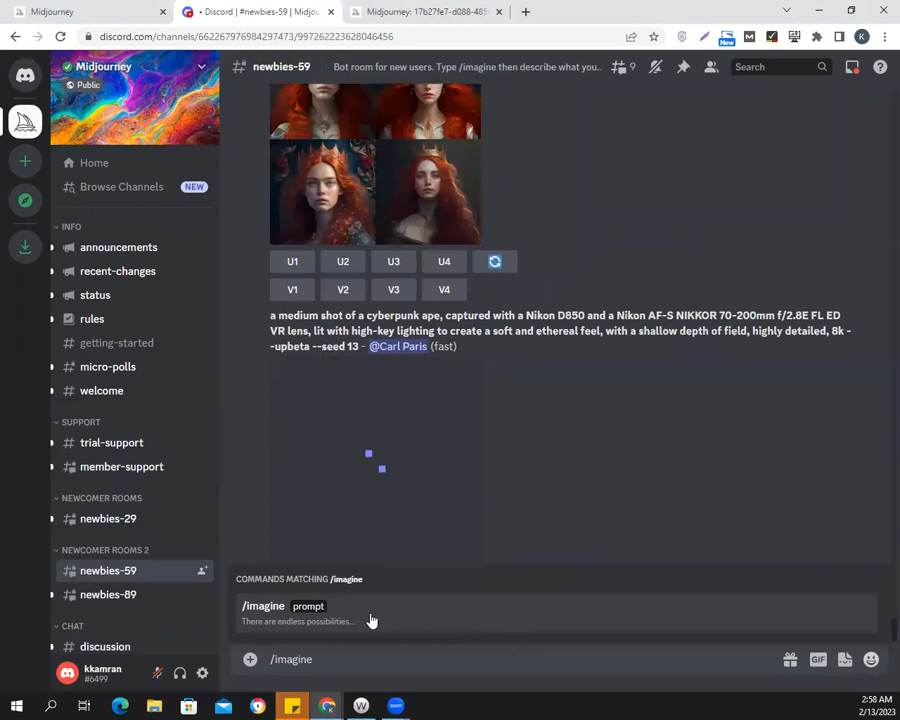 Midjourney
Discord | #newbies-59 | Midjou
Midjourney: 17b27fe7-d088-485
discord.com/channels/662267976984297473/997262223628046456
New
M
K
Midjourney
Public
newbies-59
Bot room for new users. Type /imagine then describe what you...
9
Search
Home
Browse Channels
NEW
INFO
announcements
recent-changes
status
rules
getting-started
micro-polls
welcome
SUPPORT
trial-support
member-support
NEWCOMER ROOMS
newbies-29
NEWCOMER ROOMS 2
newbies-59
newbies-89
CHAT
discussion
kkamran
#6499
U1 U2 U3 U4
V1 V2 V3 V4
a medium shot of a cyberpunk ape, captured with a Nikon D850 and a Nikon AF-S NIKKOR 70-200mm f/2.8E FL ED
VR lens, lit with high-key lighting to create a soft and ethereal feel, with a shallow depth of field, highly detailed, 8k -
-upbeta --seed 13 - @Carl Paris (fast)
COMMANDS MATCHING /imagine
/imagine prompt
There are endless possibilities...
/imagine
GIF
W
zoom
2:58 AM
2/13/2023